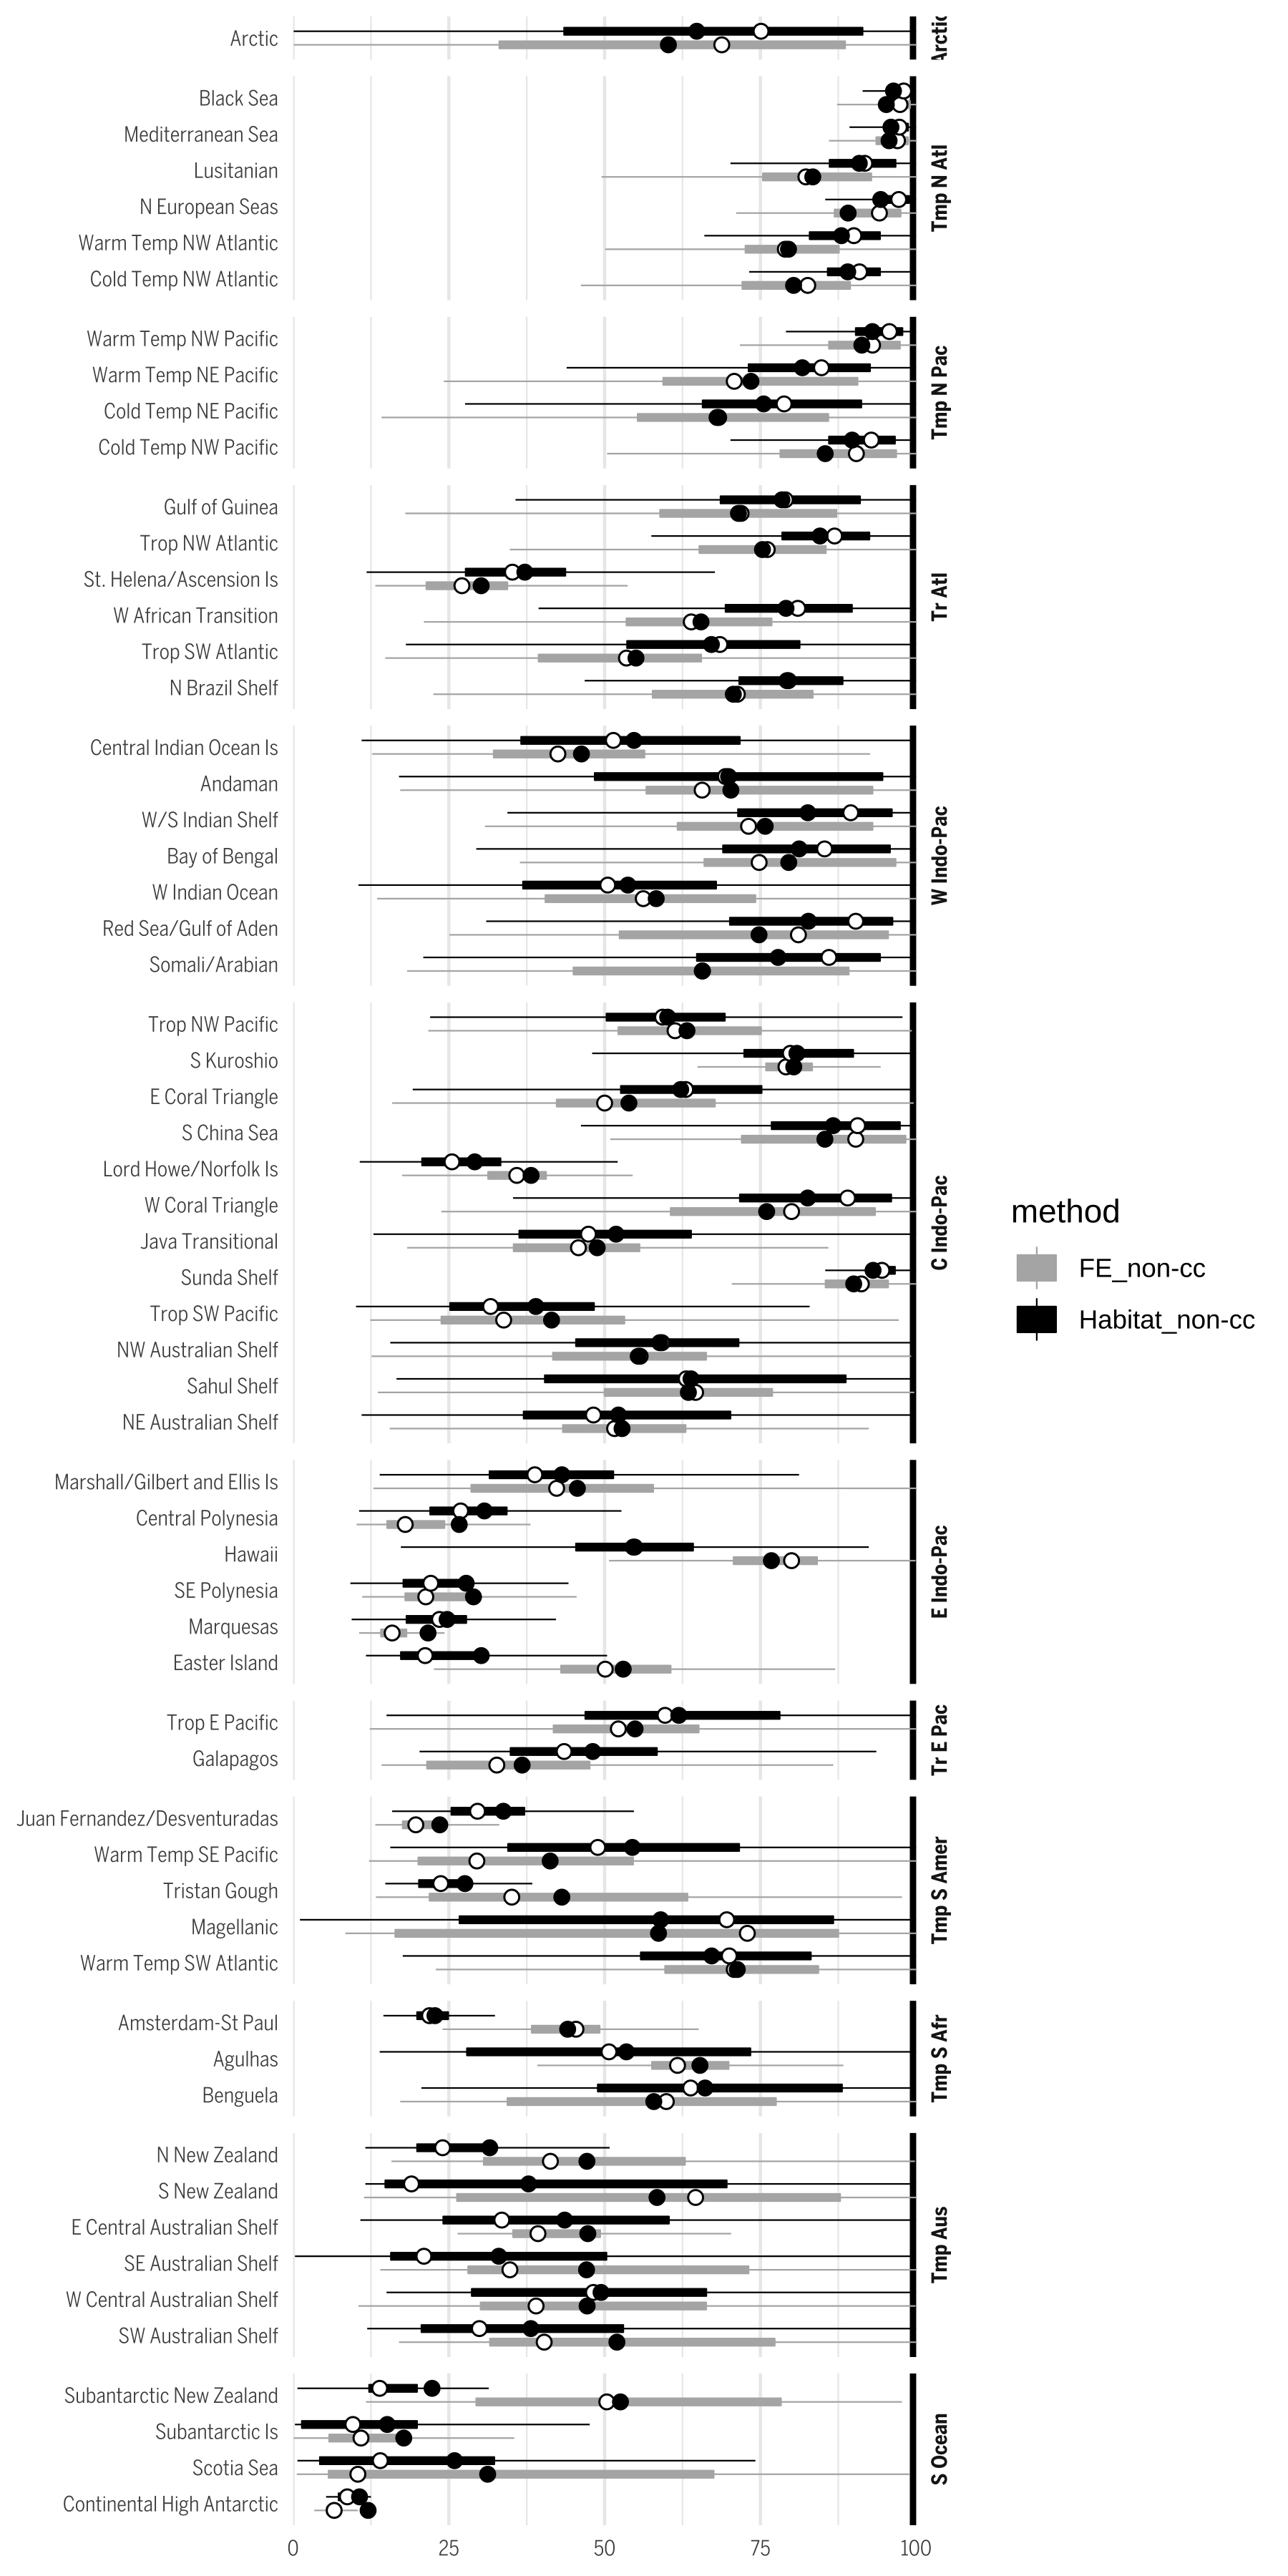 Arctic
Arctic
Black Sea
Mediterranean Sea
Lusitanian
N European Seas
Warm Temp NW Atlantic
Cold Temp NW Atlantic
Tmp N Atl
Warm Temp NW Pacific
Warm Temp NE Pacific
Cold Temp NE Pacific
Cold Temp NW Pacific
Tmp N Pac
Gulf of Guinea
Trop NW Atlantic
St. Helena/Ascension Is
W African Transition
Trop SW Atlantic
N Brazil Shelf
Tr Atl
Central Indian Ocean Is
Andaman
W/S Indian Shelf
Bay of Bengal
W Indian Ocean
Red Sea/Gulf of Aden
Somali/Arabian
W Indo-Pac
Trop NW Pacific
S Kuroshio
E Coral Triangle
S China Sea
Lord Howe/Norfolk Is
W Coral Triangle
Java Transitional
Sunda Shelf
Trop SW Pacific
NW Australian Shelf
Sahul Shelf
NE Australian Shelf
C Indo-Pac
method
FE_non-cc
Habitat_non-cc
Marshall/Gilbert and Ellis Is
Central Polynesia
Hawaii
SE Polynesia
Marquesas
Easter Island
E Indo-Pac
Trop E Pacific
Galapagos
Tr E Pac
Juan Fernandez/Desventuradas
Warm Temp SE Pacific
Tristan Gough
Magellanic
Warm Temp SW Atlantic
Tmp S Amer
Amsterdam-St Paul
Agulhas
Benguela
Tmp S Afr
N New Zealand
S New Zealand
E Central Australian Shelf
SE Australian Shelf
W Central Australian Shelf
SW Australian Shelf
Tmp Aus
Subantarctic New Zealand
Subantarctic Is
Scotia Sea
Continental High Antarctic
S Ocean
0 25 50 75 100